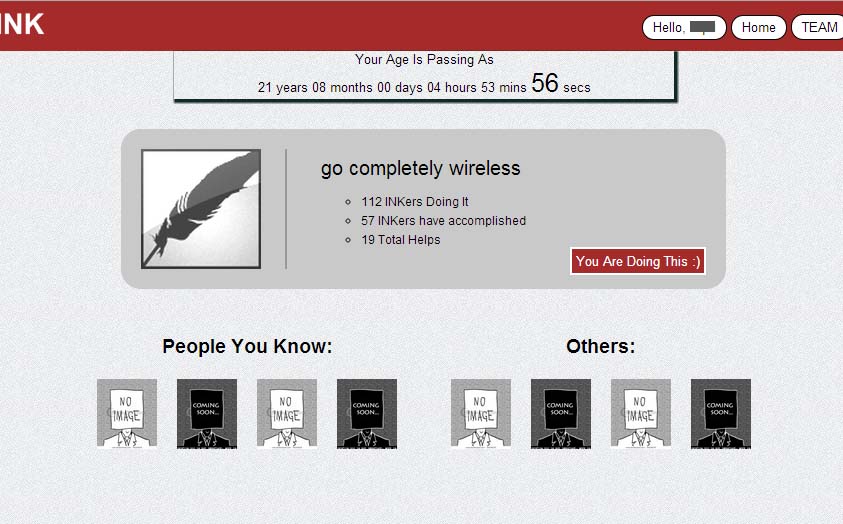 INK
Hello,
Home
TEAM
Your Age Is Passing As
21 years 08 months 00 days 04 hours 53 mins 56 secs
go completely wireless
112 INKers Doing It
57 INKers have accomplished
19 Total Helps
You Are Doing This :)
People You Know:
Others:
NO IMAGE
COMING SOON...
NO IMAGE
COMING SOON...
NO IMAGE
COMING SOON...
NO IMAGE
COMING SOON...